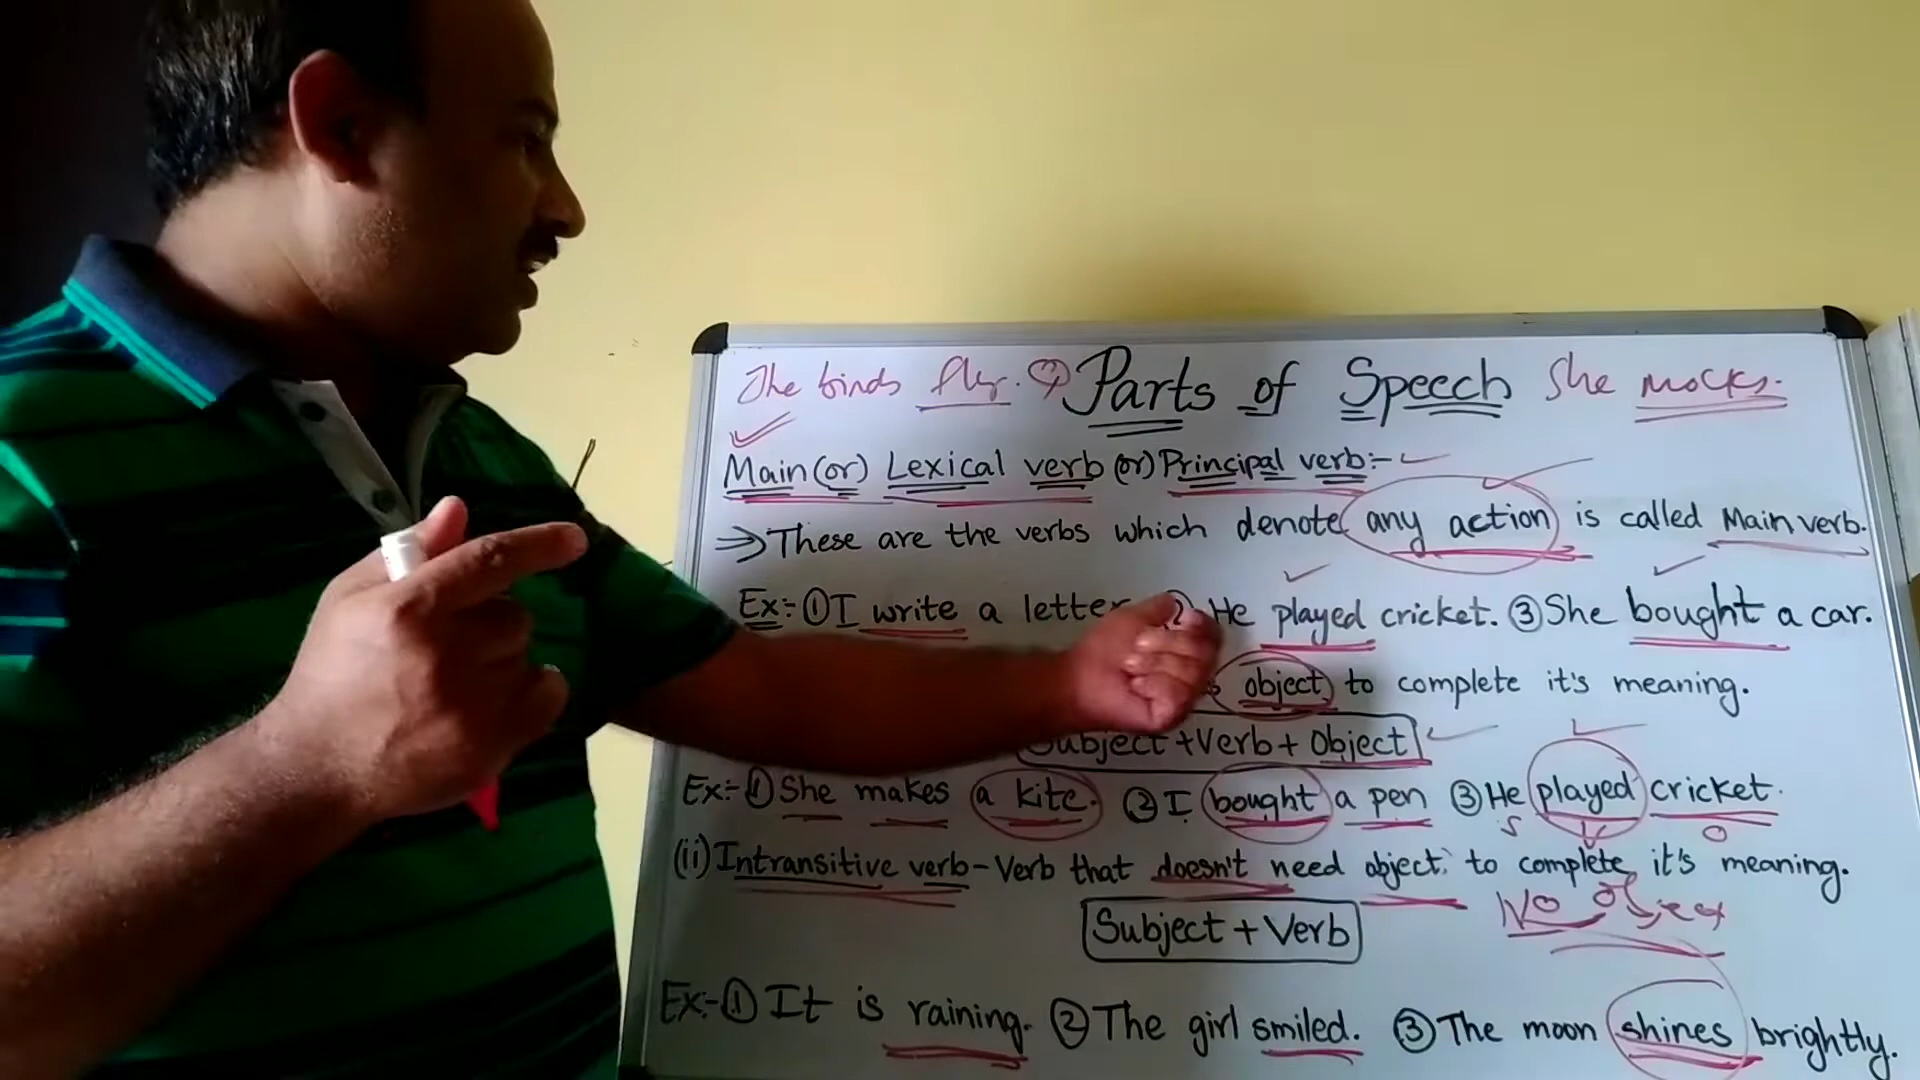 The birds fly. Parts of Speech She mocks.
Main (or) Lexical verb (or) Principal verb:-
⇒ These are the verbs which denote any action is called Main verb.
Ex:- ① I write a letter ② He played cricket. ③ She bought a car.
object to complete it's meaning.
Subject + Verb + Object
Ex:- ① She makes a kite. ② I bought a pen ③ He played cricket.
S V O
(ii) Intransitive verb - Verb that doesn't need object to complete it's meaning.
No object
Subject + Verb
Ex:- ① It is raining. ② The girl smiled. ③ The moon shines brightly.